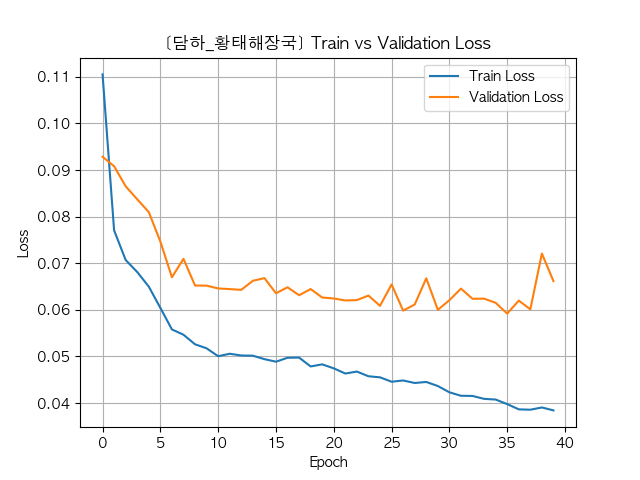 [담하_황태해장국] Train vs Validation Loss
Train Loss
Validation Loss
0.11
0.10
0.09
0.08
0.07
0.06
0.05
0.04
Loss
0 5 10 15 20 25 30 35 40
Epoch